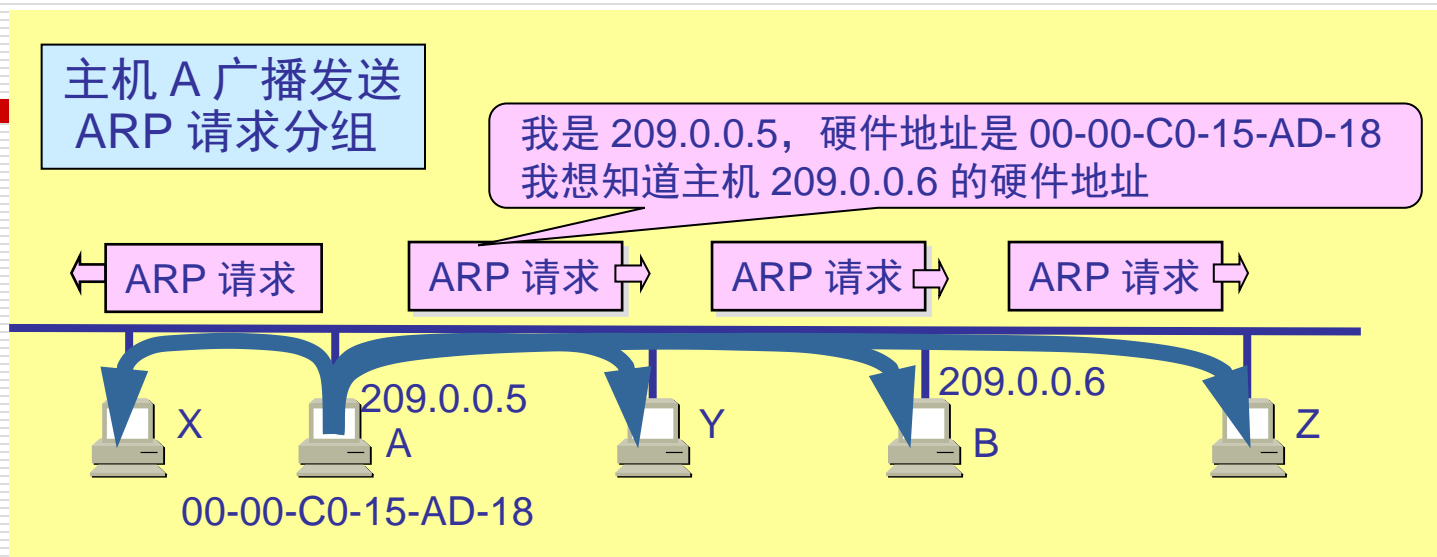 主机 A 广播发送
ARP 请求分组
我是 209.0.0.5，硬件地址是 00-00-C0-15-AD-18
我想知道主机 209.0.0.6 的硬件地址
ARP 请求
ARP 请求
ARP 请求
ARP 请求
209.0.0.5
209.0.0.6
X
A
Y
B
Z
00-00-C0-15-AD-18